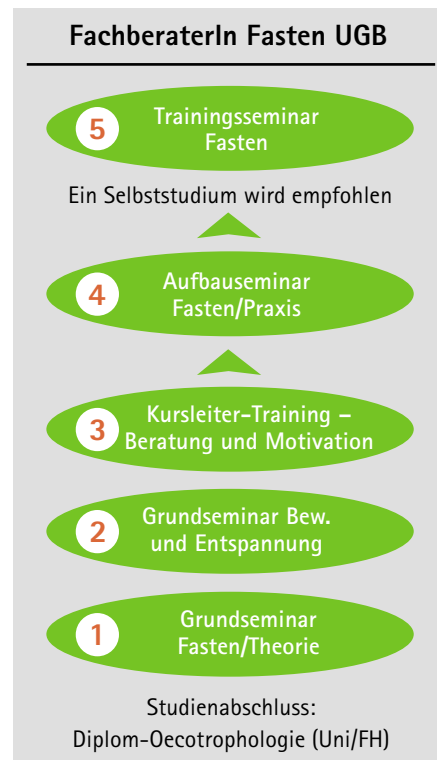 FachberaterIn Fasten UGB
5
Trainingsseminar
Fasten
Ein Selbststudium wird empfohlen
4
Aufbauseminar
Fasten/Praxis
3
Kursleiter-Training –
Beratung und Motivation
2
Grundseminar Bew.
und Entspannung
1
Grundseminar
Fasten/Theorie
Studienabschluss:
Diplom-Oecotrophologie (Uni/FH)